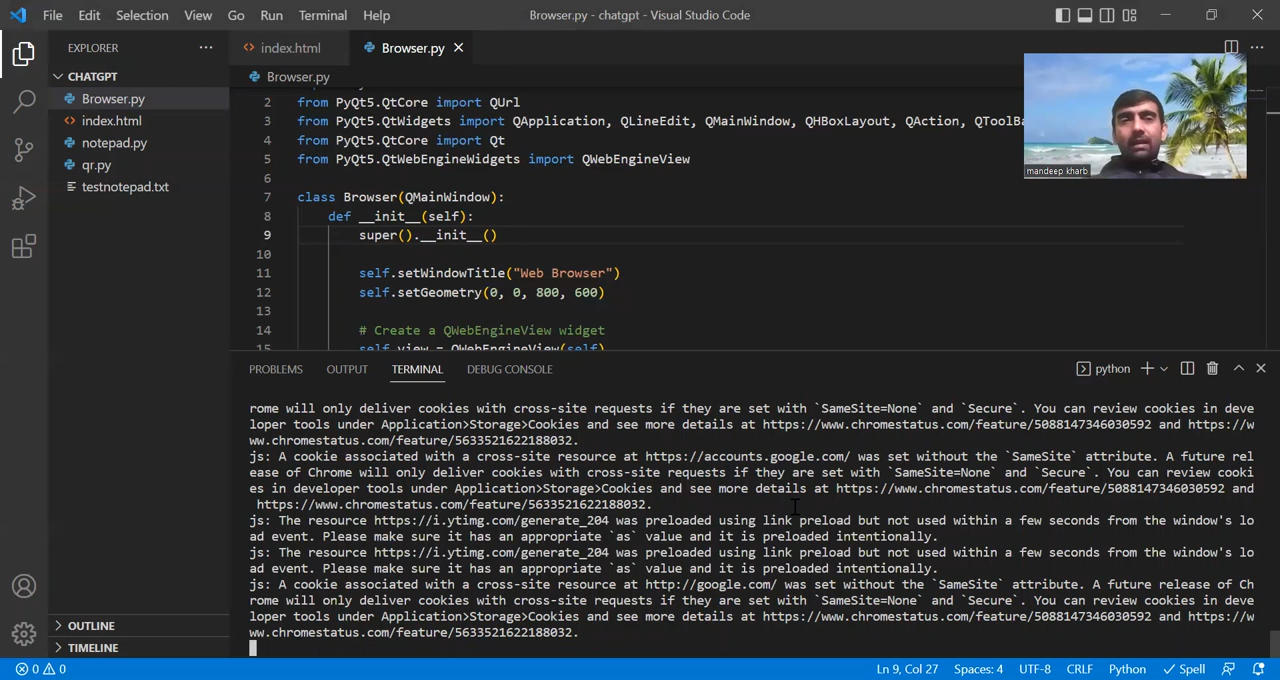 File Edit Selection View Go Run Terminal Help
Browser.py - chatgpt - Visual Studio Code
EXPLORER
index.html
Browser.py
CHATGPT
Browser.py
Browser.py
index.html
notepad.py
qr.py
testnotepad.txt
2 from PyQt5.QtCore import QUrl
3 from PyQt5.QtWidgets import QApplication, QLineEdit, QMainWindow, QHBoxLayout, QAction, QToolBa
4 from PyQt5.QtCore import Qt
5 from PyQt5.QtWebEngineWidgets import QWebEngineView
6
7 class Browser(QMainWindow):
8 def __init__(self):
9 super().__init__()
10
11 self.setWindowTitle("Web Browser")
12 self.setGeometry(0, 0, 800, 600)
13
14 # Create a QWebEngineView widget
15 self.view = QWebEngineView(self)
mandeep kharb
PROBLEMS OUTPUT TERMINAL DEBUG CONSOLE
python
rome will only deliver cookies with cross-site requests if they are set with `SameSite=None` and `Secure`. You can review cookies in deve
loper tools under Application>Storage>Cookies and see more details at https://www.chromestatus.com/feature/5088147346030592 and https://w
ww.chromestatus.com/feature/5633521622188032.
js: A cookie associated with a cross-site resource at https://accounts.google.com/ was set without the `SameSite` attribute. A future rel
ease of Chrome will only deliver cookies with cross-site requests if they are set with `SameSite=None` and `Secure`. You can review cooki
es in developer tools under Application>Storage>Cookies and see more details at https://www.chromestatus.com/feature/5088147346030592 and
https://www.chromestatus.com/feature/5633521622188032.
js: The resource https://i.ytimg.com/generate_204 was preloaded using link preload but not used within a few seconds from the window's lo
ad event. Please make sure it has an appropriate `as` value and it is preloaded intentionally.
js: The resource https://i.ytimg.com/generate_204 was preloaded using link preload but not used within a few seconds from the window's lo
ad event. Please make sure it has an appropriate `as` value and it is preloaded intentionally.
js: A cookie associated with a cross-site resource at http://google.com/ was set without the `SameSite` attribute. A future release of Ch
rome will only deliver cookies with cross-site requests if they are set with `SameSite=None` and `Secure`. You can review cookies in deve
loper tools under Application>Storage>Cookies and see more details at https://www.chromestatus.com/feature/5088147346030592 and https://w
ww.chromestatus.com/feature/5633521622188032.
OUTLINE
TIMELINE
0 0
Ln 9, Col 27 Spaces: 4 UTF-8 CRLF Python Spell